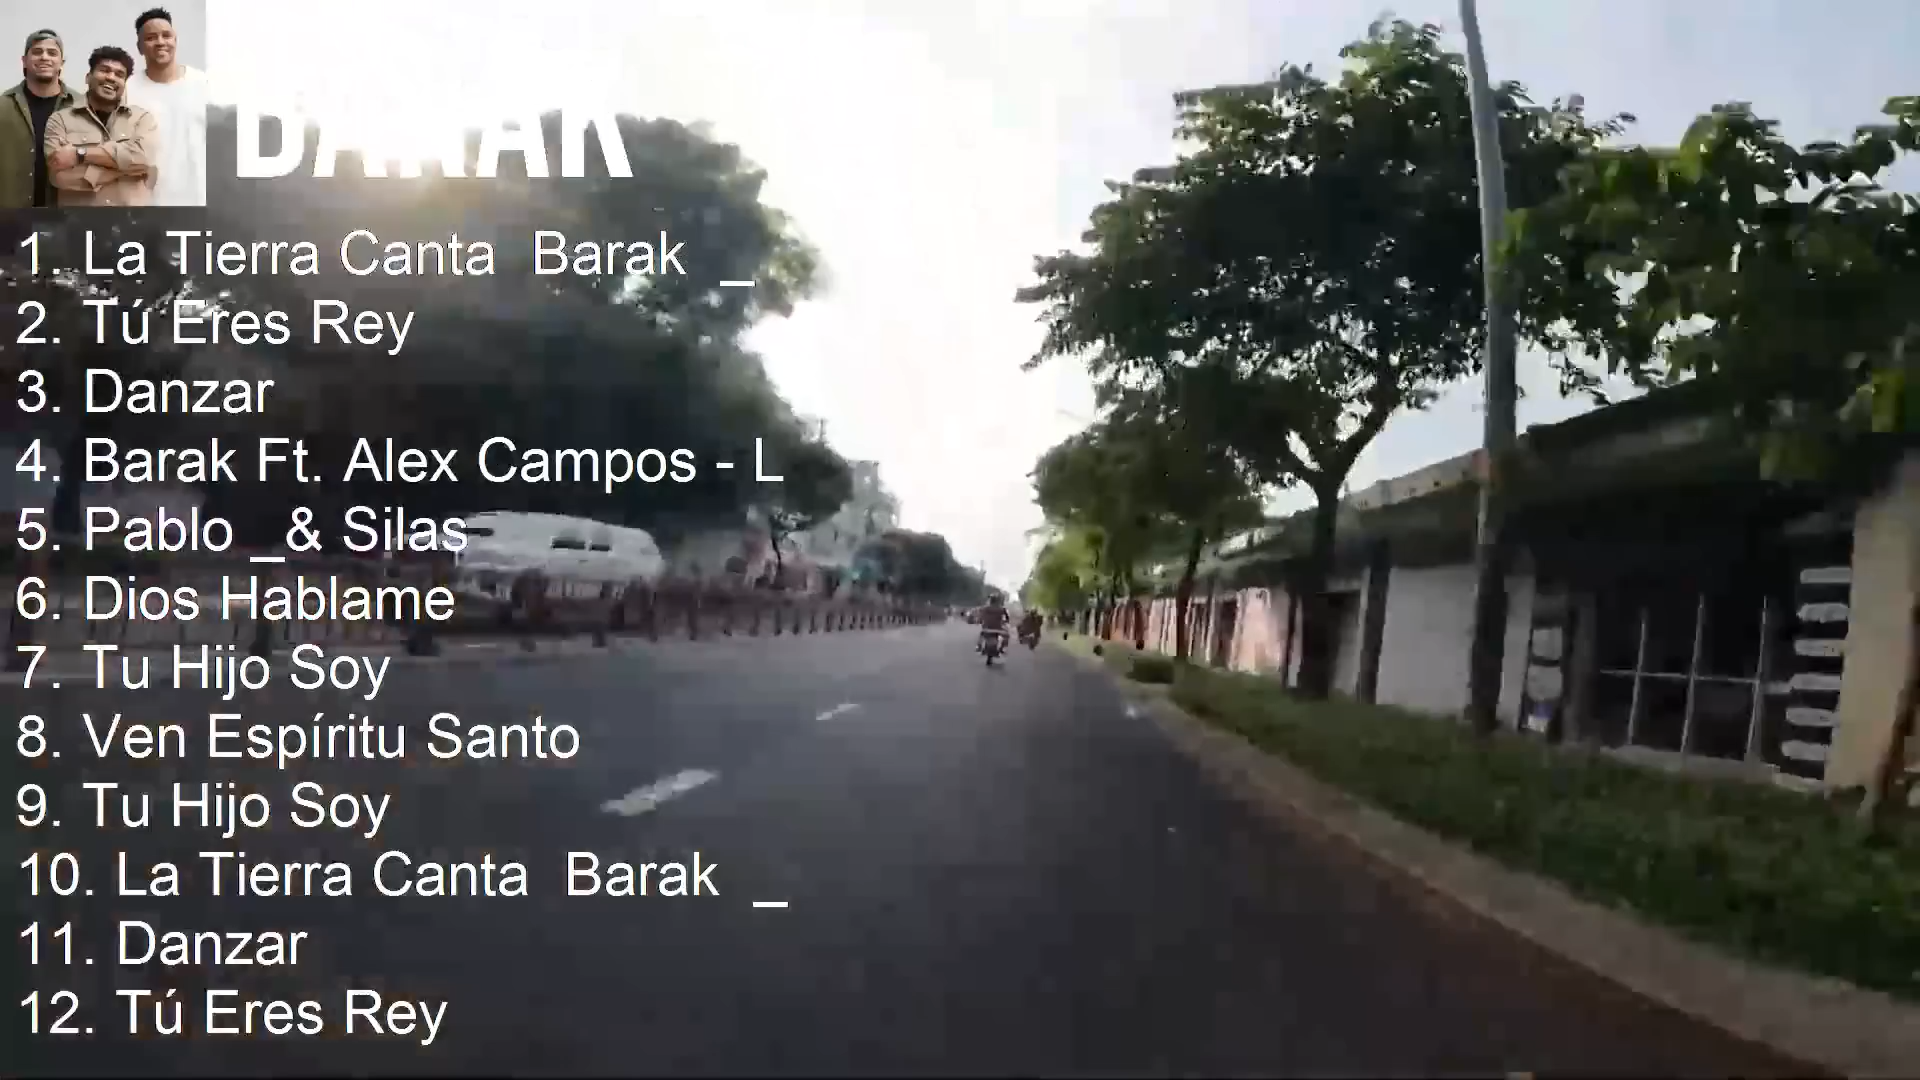 BARAK
1. La Tierra Canta  Barak  _
2. Tú Eres Rey
3. Danzar
4. Barak Ft. Alex Campos - L
5. Pablo _& Silas
6. Dios Hablame
7. Tu Hijo Soy
8. Ven Espíritu Santo
9. Tu Hijo Soy
10. La Tierra Canta  Barak  _
11. Danzar
12. Tú Eres Rey